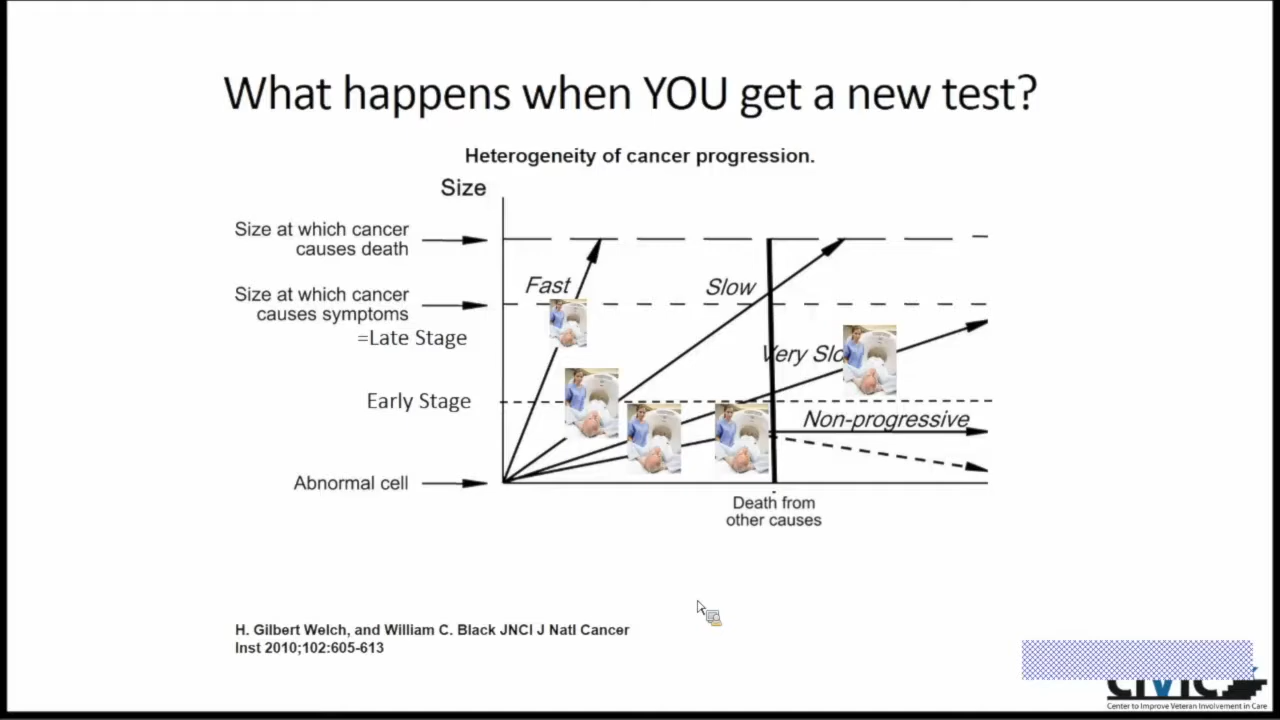 What happens when YOU get a new test?
Heterogeneity of cancer progression.
Size
Size at which cancer
causes death
Fast
Slow
Size at which cancer
causes symptoms
=Late Stage
Very Slo
Early Stage
Non-progressive
Abnormal cell
Death from
other causes
H. Gilbert Welch, and William C. Black JNCI J Natl Cancer
Inst 2010;102:605-613
CIVIC
Center to Improve Veteran Involvement in Care